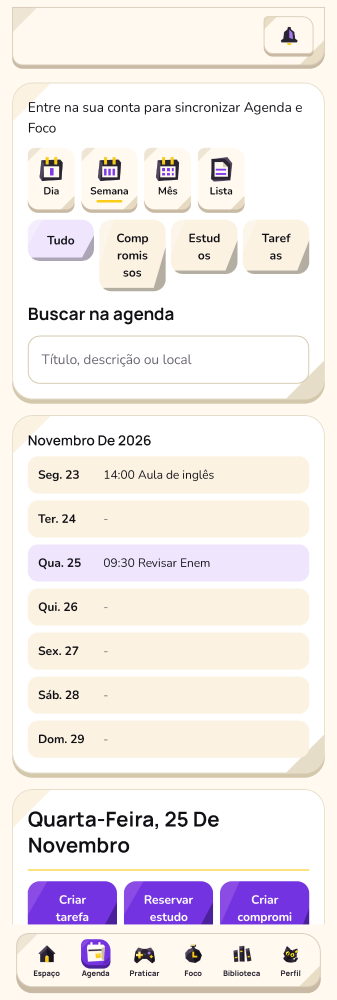 Entre na sua conta para sincronizar Agenda e
Foco
Dia
Semana
Mês
Lista
Tudo
Comp
romis
sos
Estud
os
Taref
as
Buscar na agenda
Título, descrição ou local
Novembro De 2026
Seg. 23 14:00 Aula de inglês
Ter. 24 -
Qua. 25 09:30 Revisar Enem
Qui. 26 -
Sex. 27 -
Sáb. 28 -
Dom. 29 -
Quarta-Feira, 25 De
Novembro
Criar
tarefa
Reservar
estudo
Criar
compromi
Espaço
Agenda
Praticar
Foco
Biblioteca
Perfil